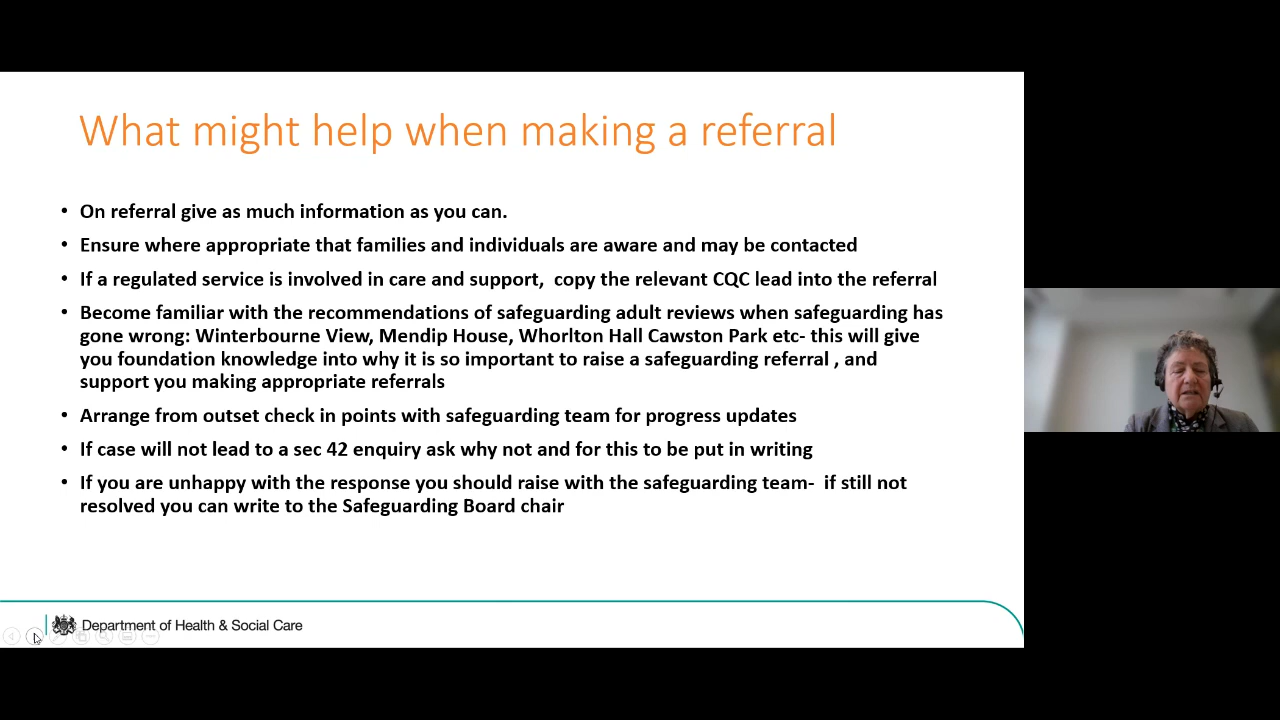 What might help when making a referral
• On referral give as much information as you can.
• Ensure where appropriate that families and individuals are aware and may be contacted
• If a regulated service is involved in care and support,  copy the relevant CQC lead into the referral
• Become familiar with the recommendations of safeguarding adult reviews when safeguarding has
gone wrong: Winterbourne View, Mendip House, Whorlton Hall Cawston Park etc- this will give
you foundation knowledge into why it is so important to raise a safeguarding referral , and
support you making appropriate referrals
• Arrange from outset check in points with safeguarding team for progress updates
• If case will not lead to a sec 42 enquiry ask why not and for this to be put in writing
• If you are unhappy with the response you should raise with the safeguarding team-  if still not
resolved you can write to the Safeguarding Board chair
Department of Health & Social Care